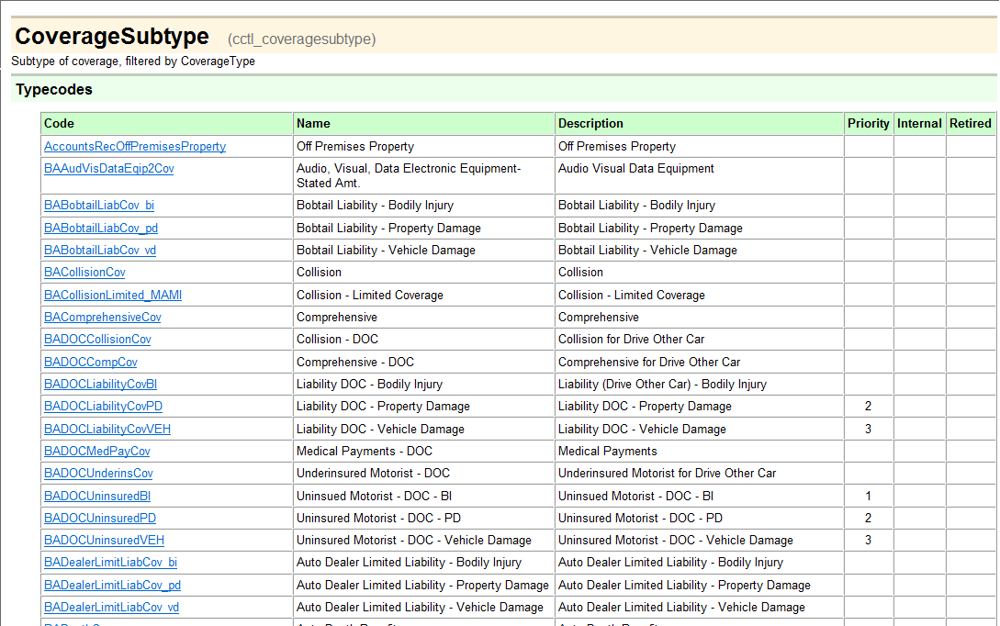 CoverageSubtype (cctl_coveragesubtype)
Subtype of coverage, filtered by CoverageType
Typecodes
Code Name Description Priority Internal Retired
AccountsRecOffPremisesProperty Off Premises Property Off Premises Property
BAAudVisDataEqip2Cov Audio, Visual, Data Electronic Equipment- Audio Visual Data Equipment
Stated Amt.
BABobtailLiabCov_bi Bobtail Liability - Bodily Injury Bobtail Liability - Bodily Injury
BABobtailLiabCov_pd Bobtail Liability - Property Damage Bobtail Liability - Property Damage
BABobtailLiabCov_vd Bobtail Liability - Vehicle Damage Bobtail Liability - Vehicle Damage
BACollisionCov Collision Collision
BACollisionLimited_MAMI Collision - Limited Coverage Collision - Limited Coverage
BAComprehensiveCov Comprehensive Comprehensive
BADOCCollisionCov Collision - DOC Collision for Drive Other Car
BADOCCompCov Comprehensive - DOC Comprehensive for Drive Other Car
BADOCLiabilityCovBI Liability DOC - Bodily Injury Liability (Drive Other Car) - Bodily Injury
BADOCLiabilityCovPD Liability DOC - Property Damage Liability DOC - Property Damage 2
BADOCLiabilityCovVEH Liability DOC - Vehicle Damage Liability DOC - Vehicle Damage 3
BADOCMedPayCov Medical Payments - DOC Medical Payments
BADOCUnderinsCov Underinsured Motorist - DOC Underinsured Motorist for Drive Other Car
BADOCUninsuredBI Uninsued Motorist - DOC - BI Uninsued Motorist - DOC - BI 1
BADOCUninsuredPD Uninsured Motorist - DOC - PD Uninsured Motorist - DOC - PD 2
BADOCUninsuredVEH Uninsured Motorist - DOC - Vehicle Damage Uninsured Motorist - DOC - Vehicle Damage 3
BADealerLimitLiabCov_bi Auto Dealer Limited Liability - Bodily Injury Auto Dealer Limited Liability - Bodily Injury
BADealerLimitLiabCov_pd Auto Dealer Limited Liability - Property Damage Auto Dealer Limited Liability - Property Damage
BADealerLimitLiabCov_vd Auto Dealer Limited Liability - Vehicle Damage Auto Dealer Limited Liability - Vehicle Damage